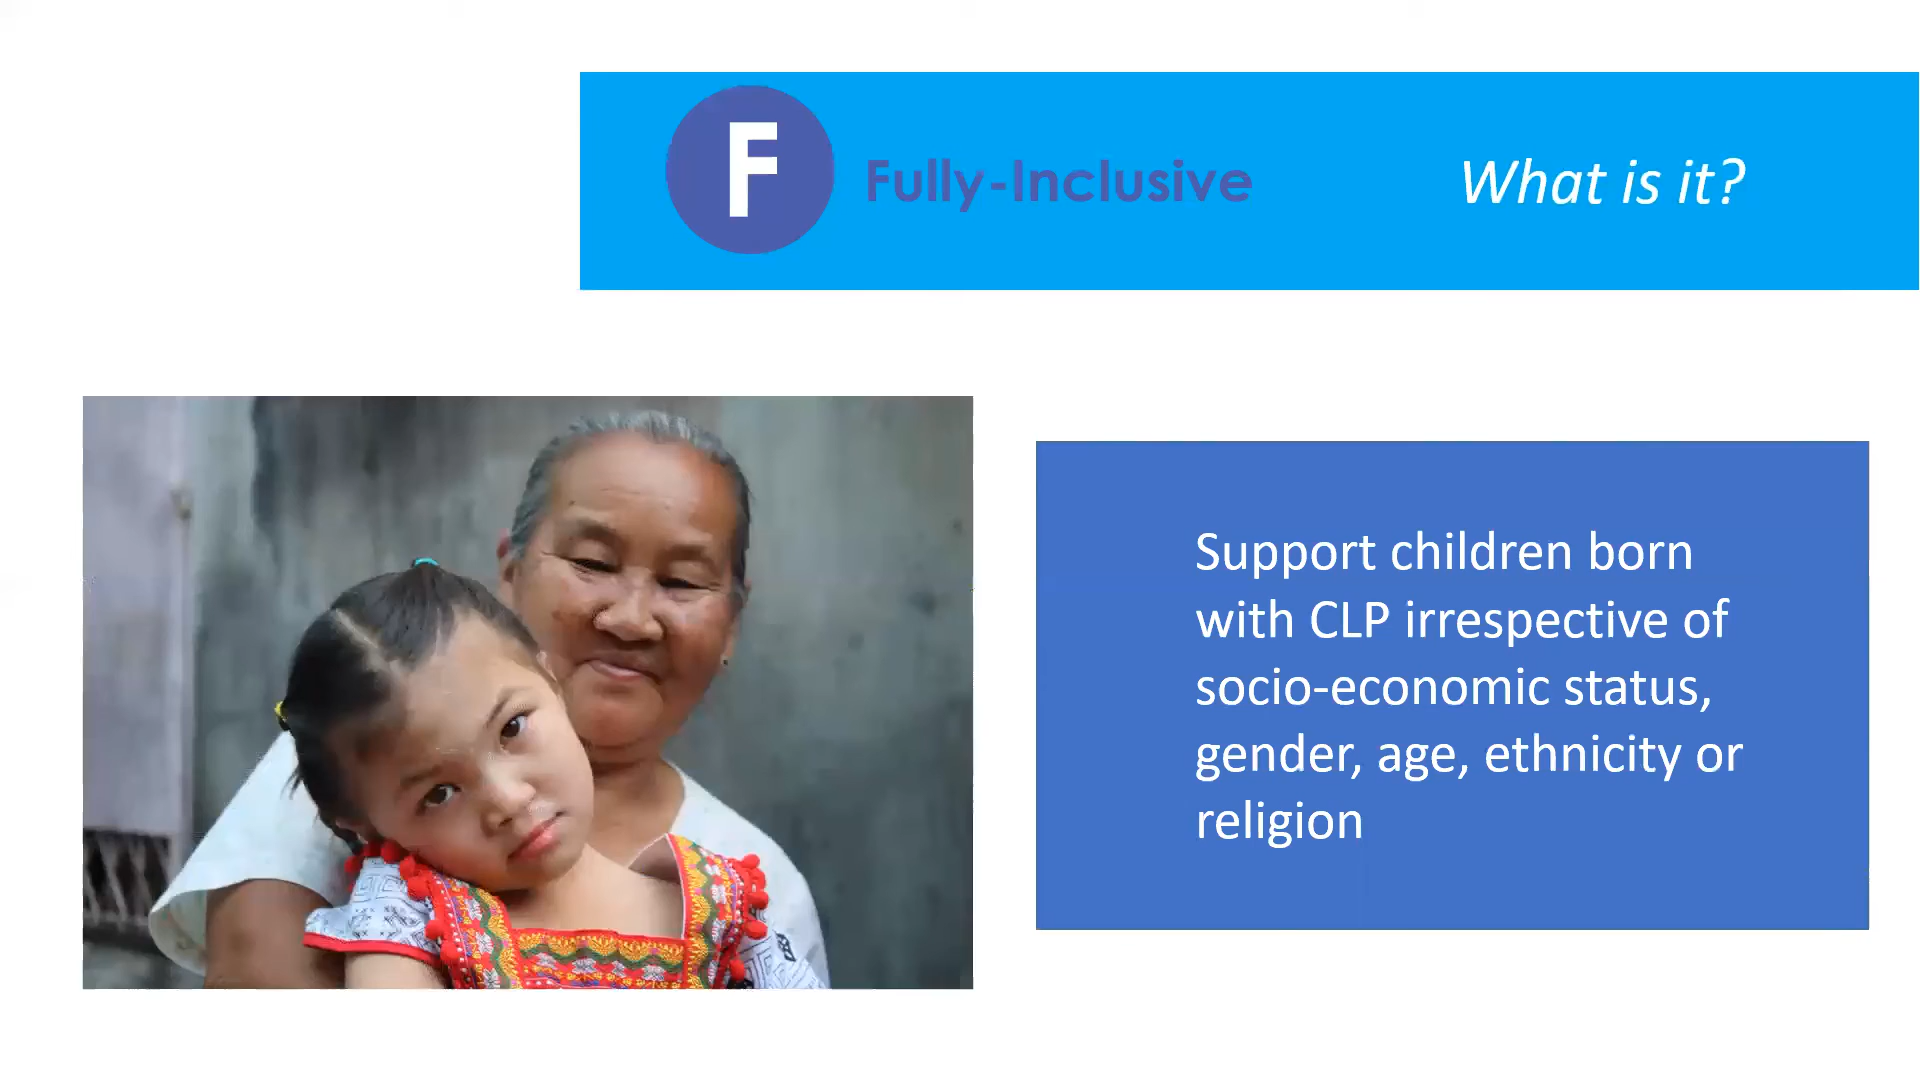 F
Fully-Inclusive
What is it?
Support children born
with CLP irrespective of
socio-economic status,
gender, age, ethnicity or
religion